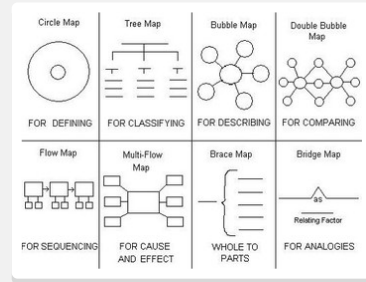 Circle Map
Tree Map
Bubble Map
Double Bubble
Map
FOR DEFINING
FOR CLASSIFYING
FOR DESCRIBING
FOR COMPARING
Flow Map
Multi-Flow
Map
Brace Map
Bridge Map
as
Relating Factor
FOR SEQUENCING
FOR CAUSE
AND EFFECT
WHOLE TO
PARTS
FOR ANALOGIES